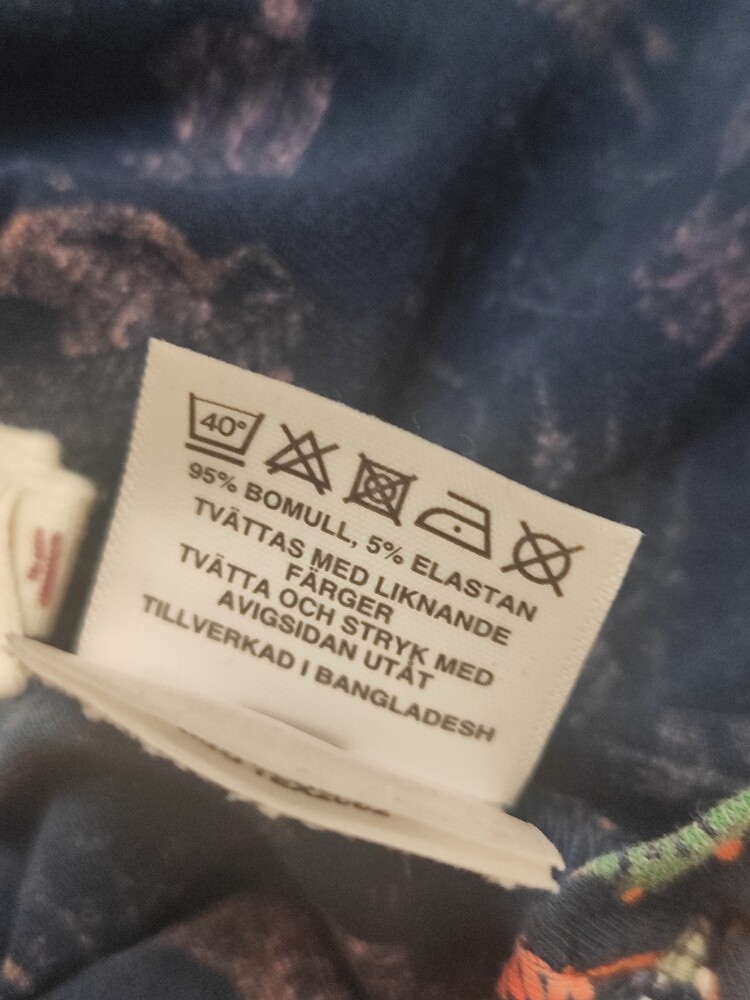 40°
95% BOMULL, 5% ELASTAN
TVÄTTAS MED LIKNANDE
FÄRGER
TVÄTTA OCH STRYK MED
AVIGSIDAN UTÅT
TILLVERKAD I BANGLADESH